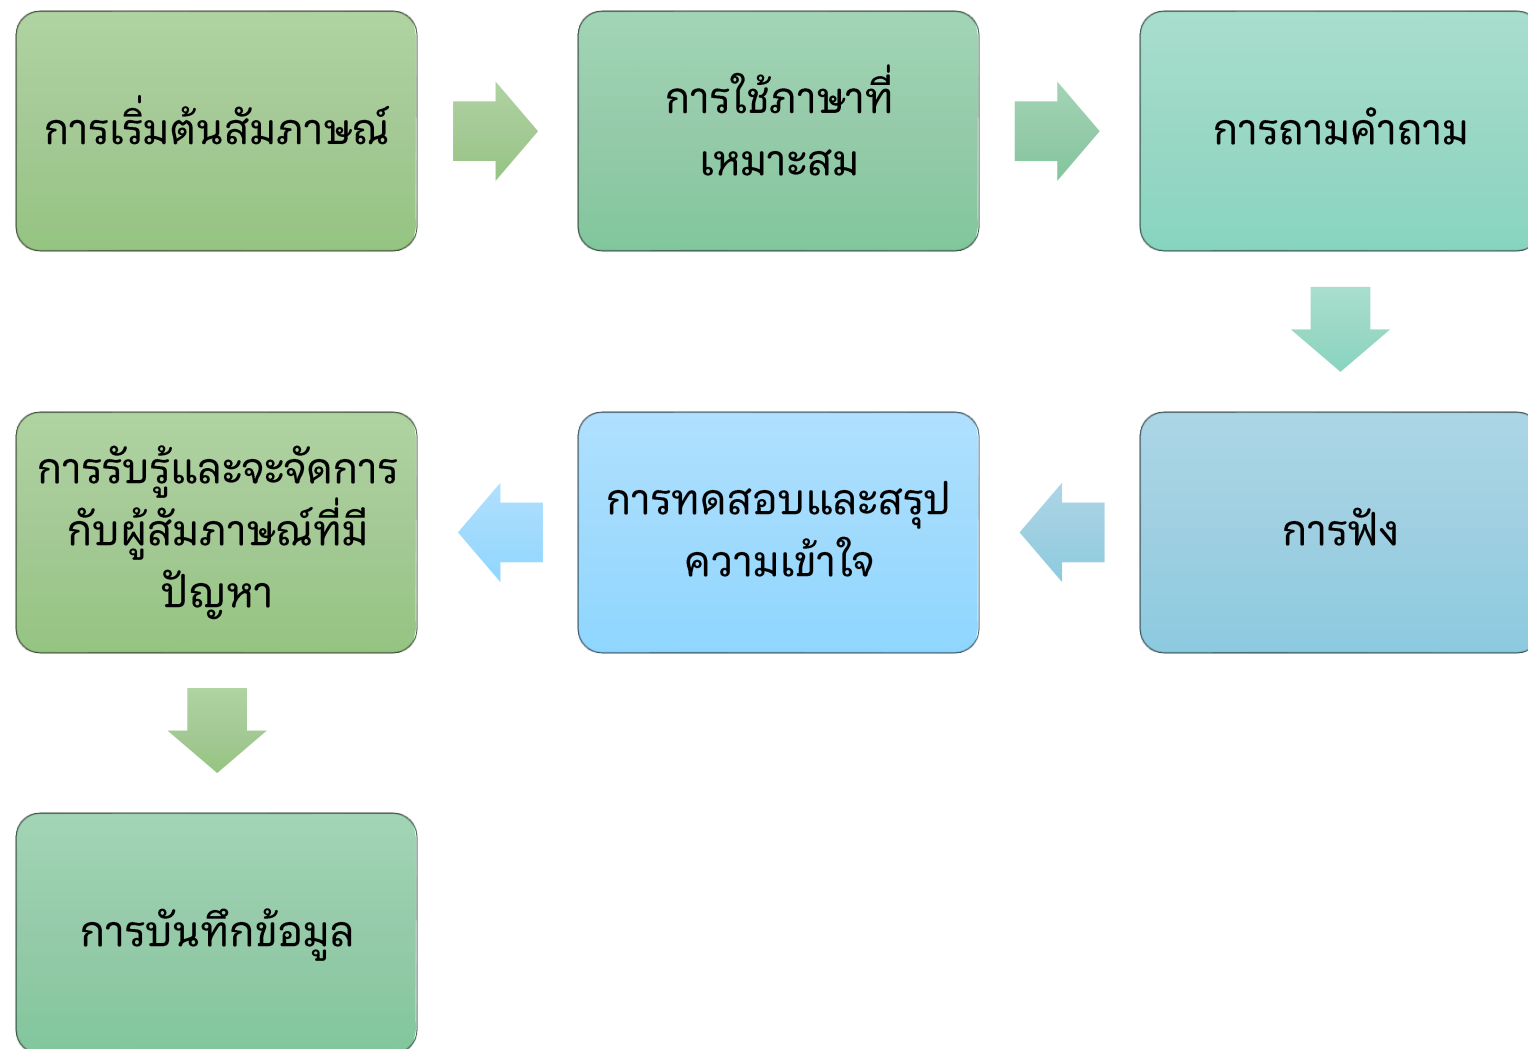 การเริ่มต้นสัมภาษณ์
การใช้ภาษาที่
เหมาะสม
การถามคำถาม
การฟัง
การทดสอบและสรุป
ความเข้าใจ
การรับรู้และจะจัดการ
กับผู้สัมภาษณ์ที่มี
ปัญหา
การบันทึกข้อมูล